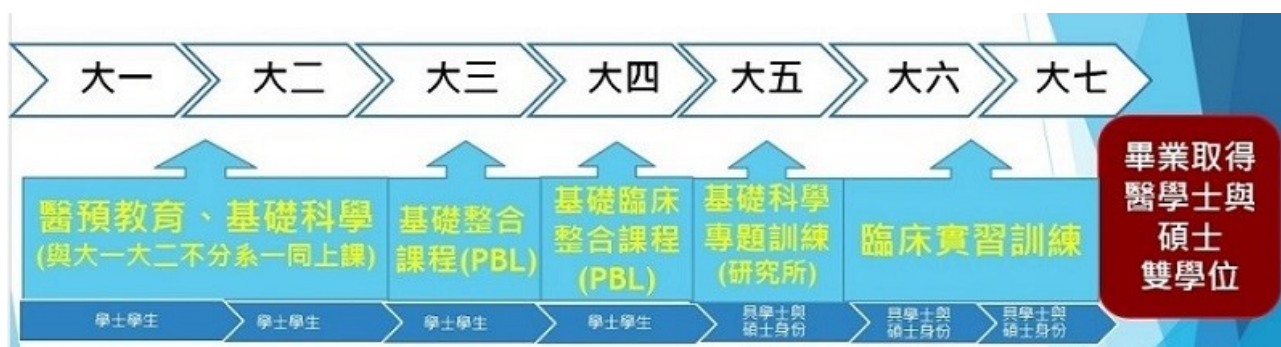 大一
大二
大三
大四
大五
大六
大七
醫預教育、基礎科學
(與大一大二不分系一同上課)
基礎整合
課程(PBL)
基礎臨床
整合課程
(PBL)
基礎科學
專題訓練
(研究所)
臨床實習訓練
畢業取得
醫學士與
碩士
雙學位
學士學生
學士學生
學士學生
學士學生
具學士與
碩士身份
具學士與
碩士身份
具學士與
碩士身份